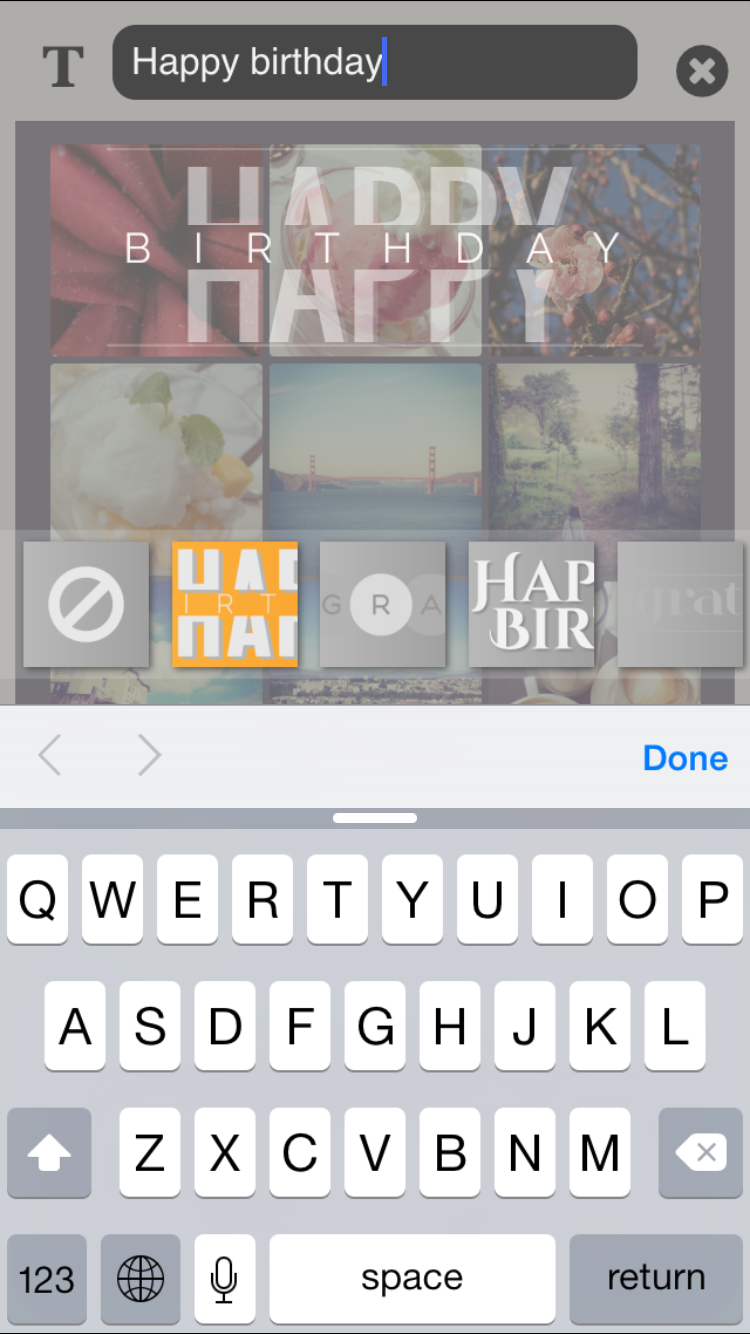 T Happy birthday
HAPPY
BIRTHDAY
HAPPY
HAP
IRT
HAP
G R A
HAP
BIR
grat
Done
Q W E R T Y U I O P
A S D F G H J K L
Z X C V B N M
123 space return